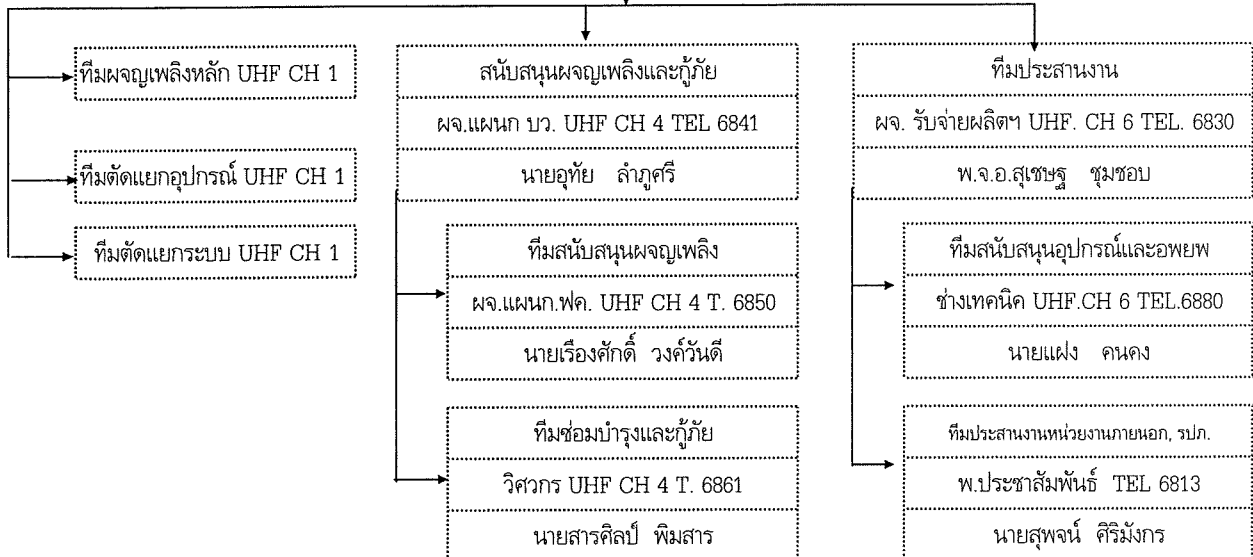 ทีมผจญเพลิงหลัก UHF CH 1
ทีมตัดแยกอุปกรณ์ UHF CH 1
ทีมตัดแยกระบบ UHF CH 1
สนับสนุนผจญเพลิงและกู้ภัย
ผจ.แผนก บว. UHF CH 4 TEL 6841
นายอุทัย ลำภูศรี
ทีมสนับสนุนผจญเพลิง
ผจ.แผนก.ฟค. UHF CH 4 T. 6850
นายเรืองศักดิ์ วงค์วันดี
ทีมซ่อมบำรุงและกู้ภัย
วิศวกร UHF CH 4 T. 6861
นายสารศิลป์ พิมสาร
ทีมประสานงาน
ผจ. รับจ่ายผลิตฯ UHF. CH 6 TEL. 6830
พ.จ.อ.สุเชษฐ ชุมชอบ
ทีมสนับสนุนอุปกรณ์และอพยพ
ช่างเทคนิค UHF.CH 6 TEL.6880
นายแฝง คนคง
ทีมประสานงานหน่วยงานภายนอก, รปภ.
พ.ประชาสัมพันธ์ TEL 6813
นายสุพจน์ ศิริมังกร